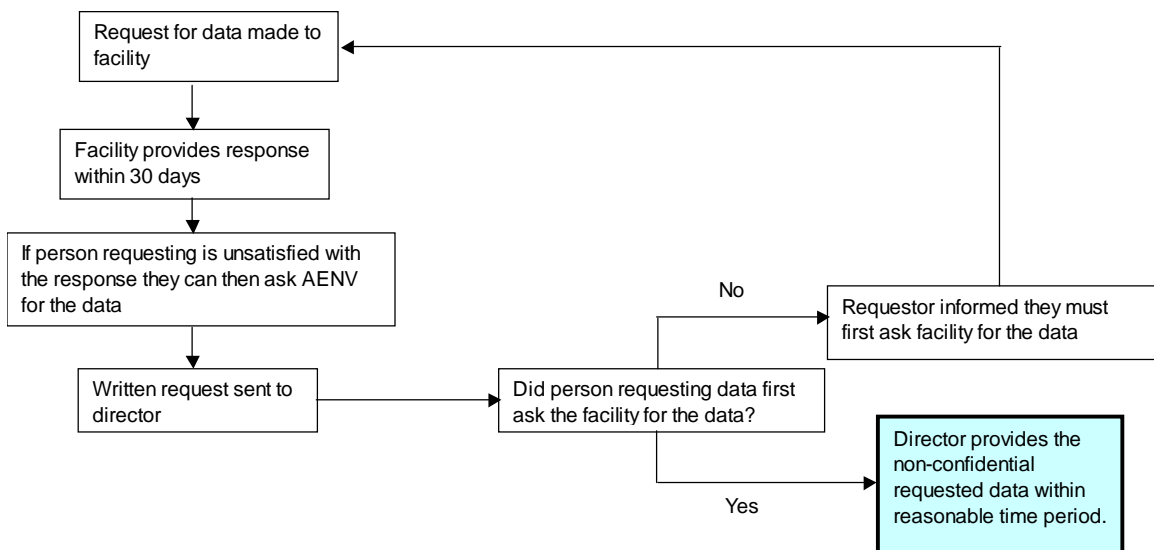 Request for data made to
facility
Facility provides response
within 30 days
If person requesting is unsatisfied with
the response they can then ask AENV
for the data
Written request sent to
director
Did person requesting data first
ask the facility for the data?
No
Requestor informed they must
first ask facility for the data
Yes
Director provides the
non-confidential
requested data within
reasonable time period.